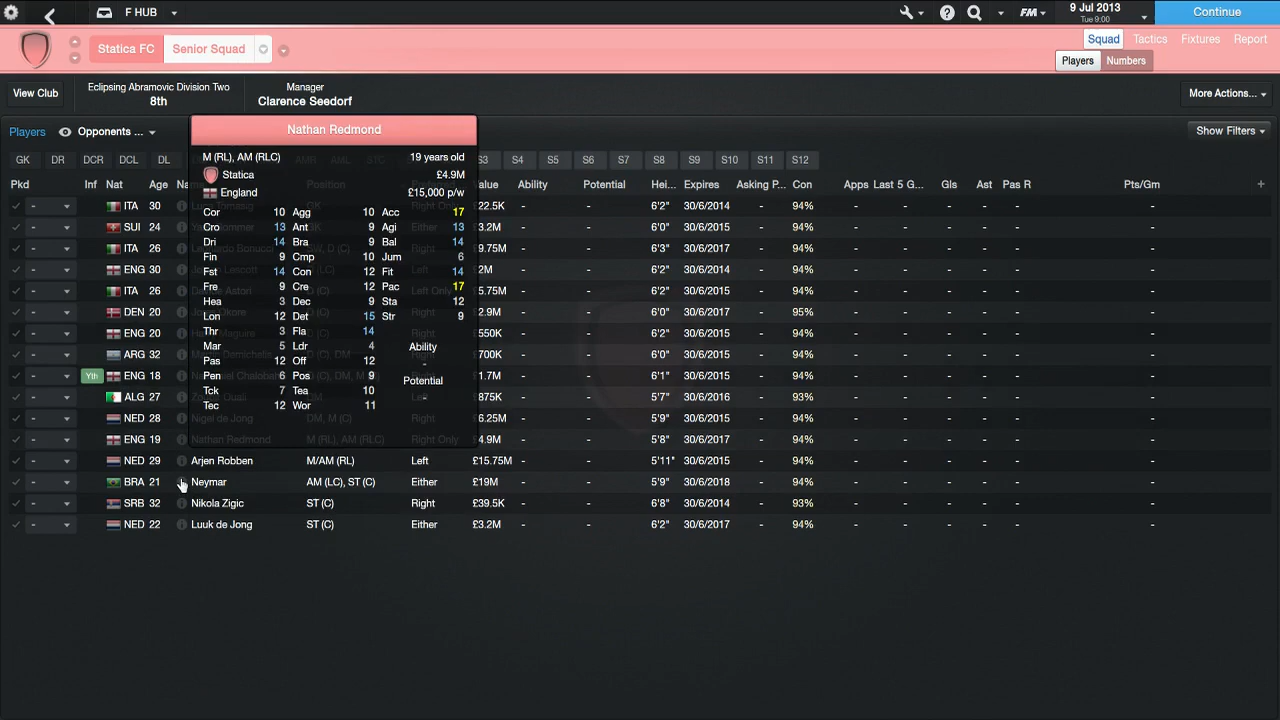 F HUB FM 9 Jul 2013 Continue
Tue 9:00
Statica FC Senior Squad Squad Tactics Fixtures Report
Players Numbers
View Club Eclipsing Abramovic Division Two Manager More Actions...
8th Clarence Seedorf
Players Opponents ... Nathan Redmond Show Filters
GK DR DCR DCL DL M (RL), AM (RLC) 19 years old S3 S4 S5 S6 S7 S8 S9 S10 S11 S12
Statica £4.9M
Pkd Inf Nat Age England £15,000 p/w Ability Potential Hei... Expires Asking P... Con Apps Last 5 G... Gls Ast Pas R Pts/Gm
Cor 10 Agg 10 Acc 17
Cro 13 Ant 9 Agi 13
Dri 14 Bra 9 Bal 14
Fin 9 Cmp 10 Jum 6
Fst 14 Con 12 Fit 14
Fre 9 Cre 12 Pac 17
Hea 3 Dec 9 Sta 12
Lon 12 Det 15 Str 9
Thr 3 Fla 14
Mar 5 Ldr 4 Ability
Pas 12 Off 12 -
Pen 6 Pos 9 Potential
Tck 7 Tea 10 -
Tec 12 Wor 11
- ITA 30 £22.5K - - 6'2" 30/6/2014 - 94% - - - - - -
- SUI 24 £3.2M - - 6'0" 30/6/2015 - 94% - - - - - -
- ITA 26 £9.75M - - 6'3" 30/6/2015 - 94% - - - - - -
- ENG 30 £2M - - 6'2" 30/6/2014 - 94% - - - - - -
- ITA 26 £5.75M - - 6'2" 30/6/2017 - 94% - - - - - -
- DEN 20 £2.9M - - 6'0" 30/6/2017 - 95% - - - - - -
- ENG 20 £550K - - 6'2" 30/6/2015 - 94% - - - - - -
- ARG 32 £700K - - 6'0" 30/6/2015 - 94% - - - - - -
- Yth ENG 18 £1.7M - - 6'1" 30/6/2015 - 94% - - - - - -
- ALG 27 £875K - - 5'7" 30/6/2016 - 93% - - - - - -
- NED 28 Nigel de Jong DM, M (C) Right - - 5'9" 30/6/2015 - 94% - - - - - -
- ENG 19 Nathan Redmond M (RL), AM (RLC) Right Only £4.9M - - 5'8" 30/6/2017 - 94% - - - - - -
- NED 29 Arjen Robben M/AM (RL) Left £15.75M - - 5'11" 30/6/2015 - 94% - - - - - -
- BRA 21 Neymar AM (LC), ST (C) Either £19M - - 5'9" 30/6/2018 - 94% - - - - - -
- SRB 32 Nikola Zigic ST (C) Right £39.5K - - 6'8" 30/6/2014 - 94% - - - - - -
- NED 22 Luuk de Jong ST (C) Either £3.2M - - 6'2" 30/6/2017 - 94% - - - - - -